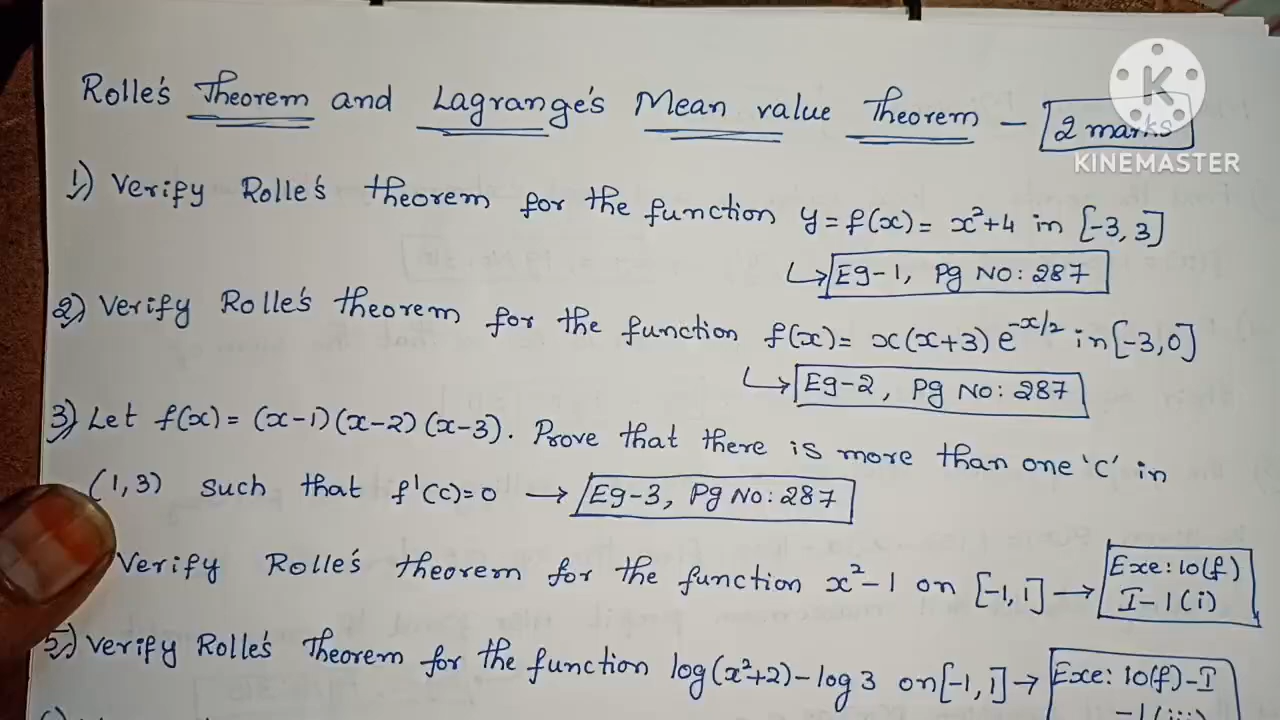 Rolle's Theorem and Lagrange's Mean value Theorem - 2 marks
KINEMASTER
1) Verify Rolle's theorem for the function y = f(x) = x²+4 in [-3, 3]
↳ Eg-1, Pg NO: 287
2) Verify Rolle's theorem for the function f(x) = x(x+3) e^{-x/2} in [-3, 0]
↳ Eg-2, Pg NO: 287
3) Let f(x) = (x-1)(x-2)(x-3). Prove that there is more than one 'c' in
(1, 3) such that f'(c)=0 → Eg-3, Pg NO: 287
Verify Rolle's theorem for the function x²-1 on [-1, 1] → Exe: 10(f)
I-1(i)
5) Verify Rolle's Theorem for the function log(x²+2) - log 3 on [-1, 1] → Exe: 10(f)-I
-1(iii)